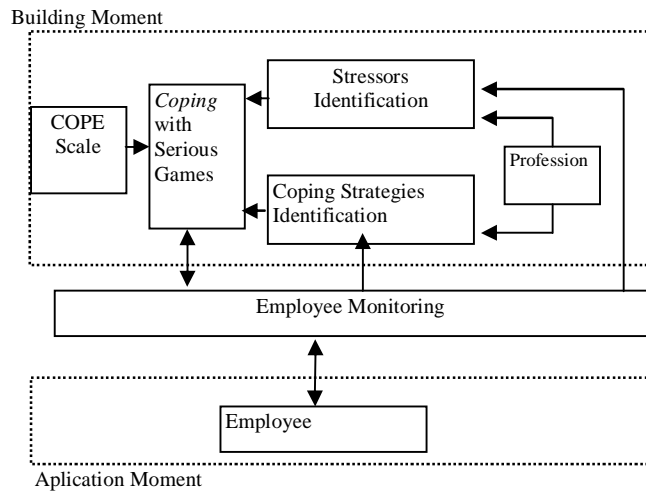 Building Moment
COPE
Scale
Coping
with
Serious
Games
Stressors
Identification
Coping Strategies
Identification
Profession
Employee Monitoring
Employee
Aplication Moment